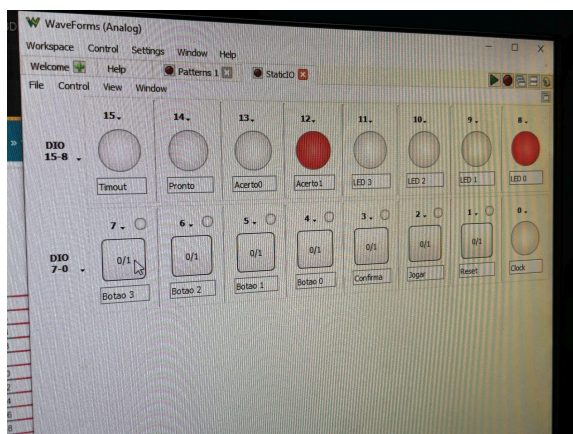 WaveForms (Analog)
Workspace Control Settings Window Help
Welcome Help Patterns 1 StaticIO
File Control View Window
15 14 13 12 11 10 9 8
DIO
15-8
Timout Pronto Acerto0 Acerto1 LED 3 LED 2 LED 1 LED 0
7 6 5 4 3 2 1 0
DIO
7-0
0/1 0/1 0/1 0/1 0/1 0/1 0/1
Botao 3 Botao 2 Botao 1 Botao 0 Confirma Jogar Reset Clock